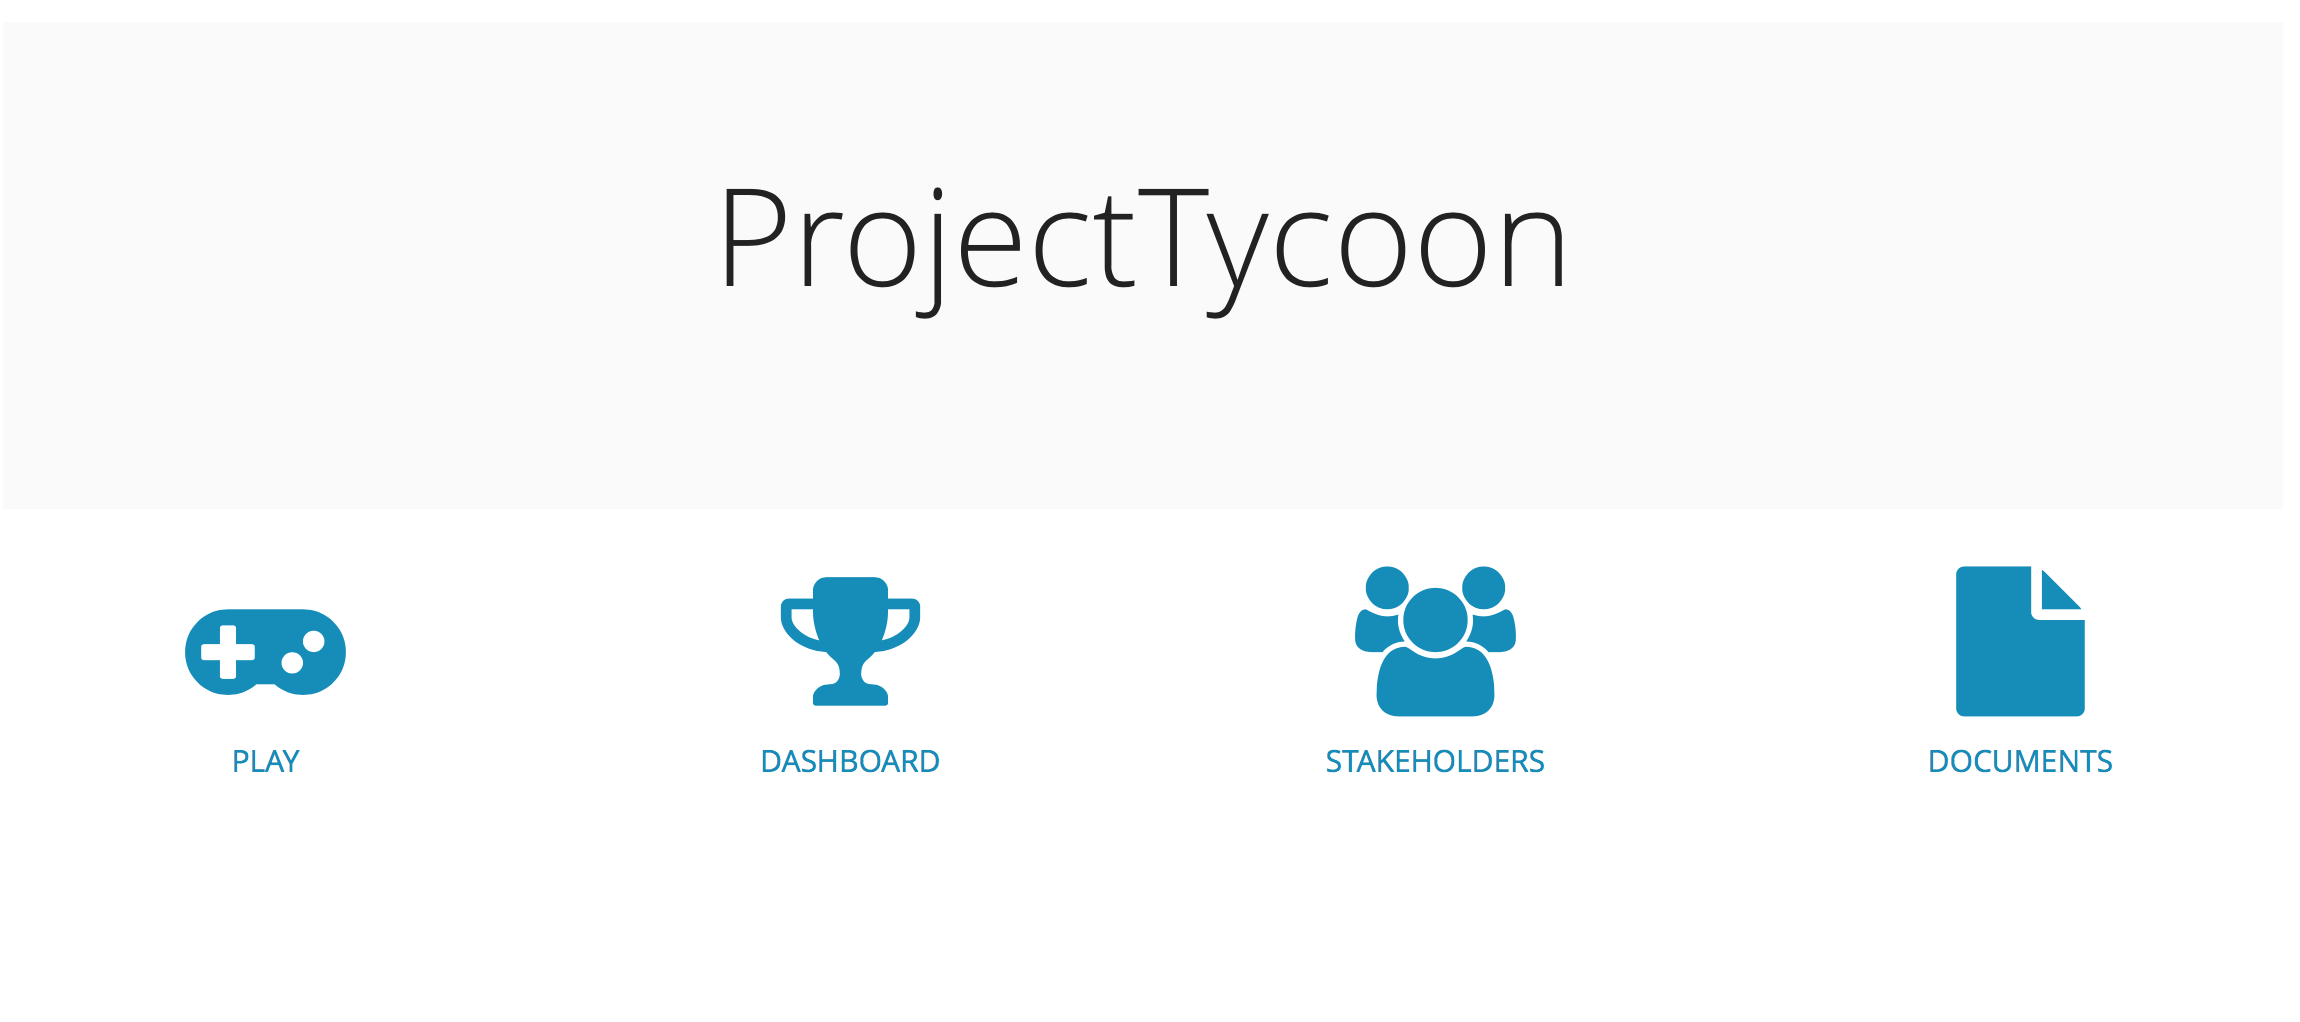 ProjectTycoon
PLAY
DASHBOARD
STAKEHOLDERS
DOCUMENTS